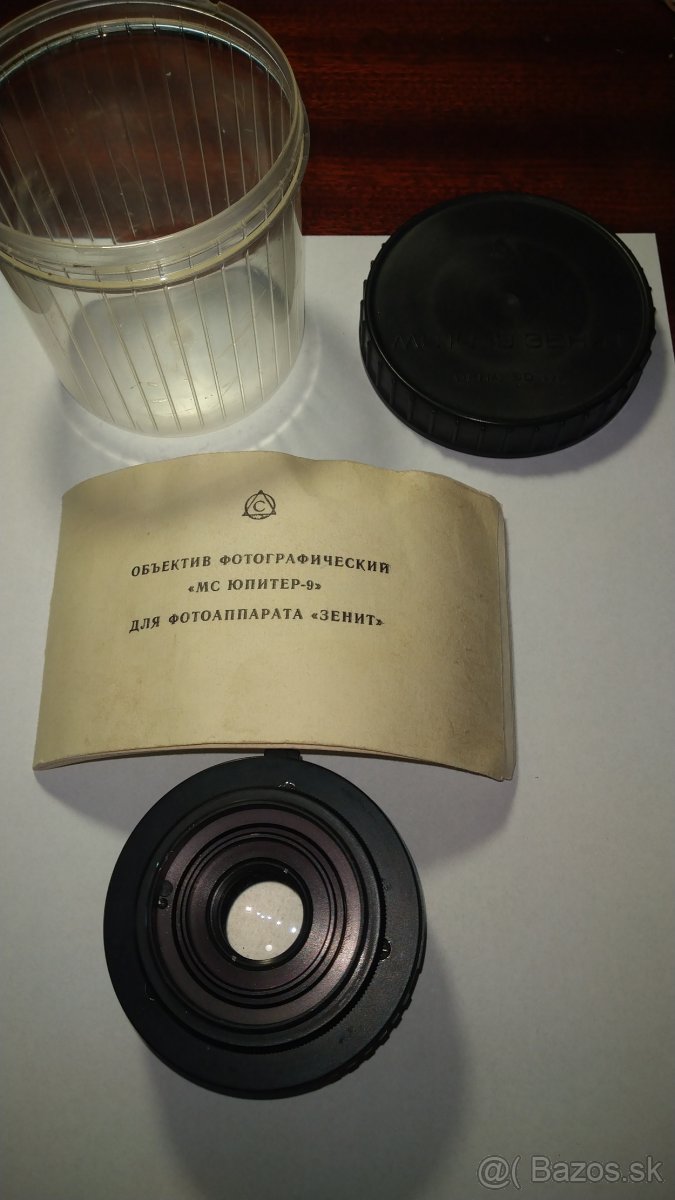 С
ОБЪЕКТИВ ФОТОГРАФИЧЕСКИЙ
«МС ЮПИТЕР-9»
ДЛЯ ФОТОАППАРАТА «ЗЕНИТ»
@( Bazos.sk